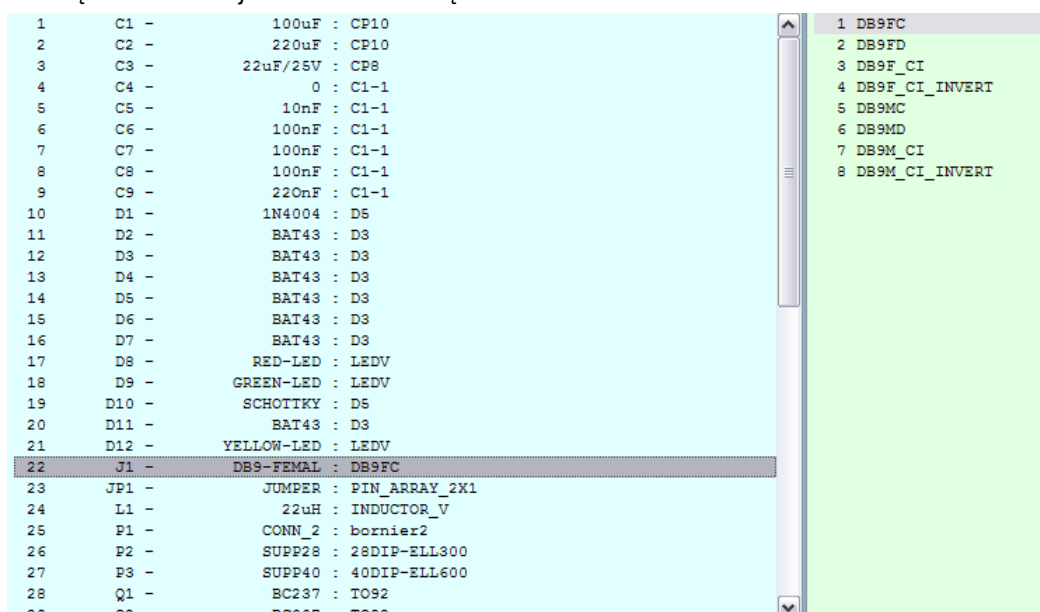 1 C1 - 100uF : CP10
2 C2 - 220uF : CP10
3 C3 - 22uF/25V : CP8
4 C4 - 0 : C1-1
5 C5 - 10nF : C1-1
6 C6 - 100nF : C1-1
7 C7 - 100nF : C1-1
8 C8 - 100nF : C1-1
9 C9 - 220nF : C1-1
10 D1 - 1N4004 : D5
11 D2 - BAT43 : D3
12 D3 - BAT43 : D3
13 D4 - BAT43 : D3
14 D5 - BAT43 : D3
15 D6 - BAT43 : D3
16 D7 - BAT43 : D3
17 D8 - RED-LED : LEDV
18 D9 - GREEN-LED : LEDV
19 D10 - SCHOTTKY : D5
20 D11 - BAT43 : D3
21 D12 - YELLOW-LED : LEDV
22 J1 - DB9-FEMAL : DB9FC
23 JP1 - JUMPER : PIN_ARRAY_2X1
24 L1 - 22uH : INDUCTOR_V
25 P1 - CONN_2 : bornier2
26 P2 - SUPP28 : 28DIP-ELL300
27 P3 - SUPP40 : 40DIP-ELL600
28 Q1 - BC237 : TO92
1 DB9FC
2 DB9FD
3 DB9F_CI
4 DB9F_CI_INVERT
5 DB9MC
6 DB9MD
7 DB9M_CI
8 DB9M_CI_INVERT